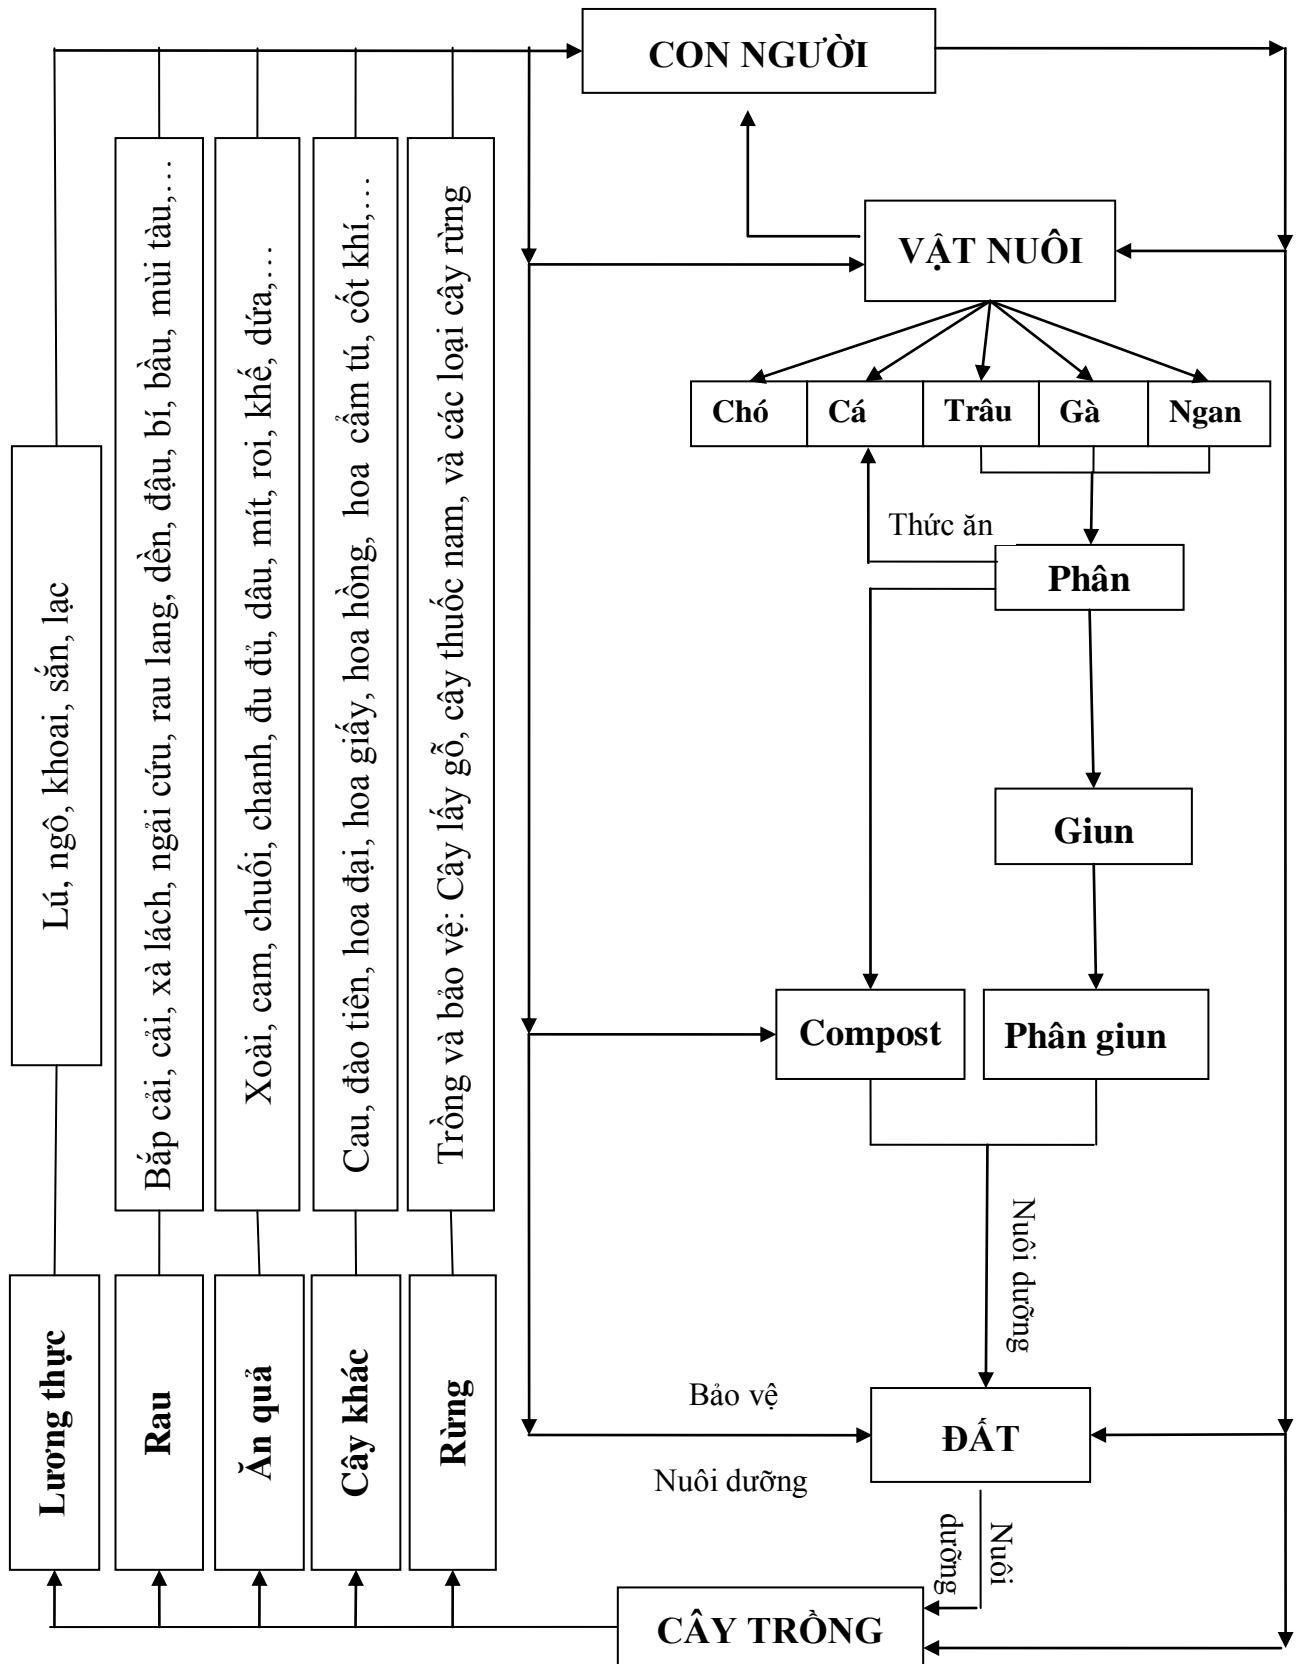 CON NGƯỜI
VẬT NUÔI
Chó
Cá
Trâu
Gà
Ngan
Thức ăn
Phân
Giun
Compost
Phân giun
Nuôi dưỡng
Bảo vệ
ĐẤT
Nuôi dưỡng
Nuôi
dưỡng
CÂY TRỒNG
Lú, ngô, khoai, sắn, lạc
Bắp cải, cải, xà lách, ngải cứu, rau lang, dền, đậu, bí, bầu, mùi tàu,…
Xoài, cam, chuối, chanh, đu đủ, dâu, mít, roi, khế, dứa,…
Cau, đào tiên, hoa đại, hoa giấy, hoa hồng, hoa cẩm tú, cốt khí,…
Trồng và bảo vệ: Cây lấy gỗ, cây thuốc nam, và các loại cây rừng
Lương thực
Rau
Ăn quả
Cây khác
Rừng